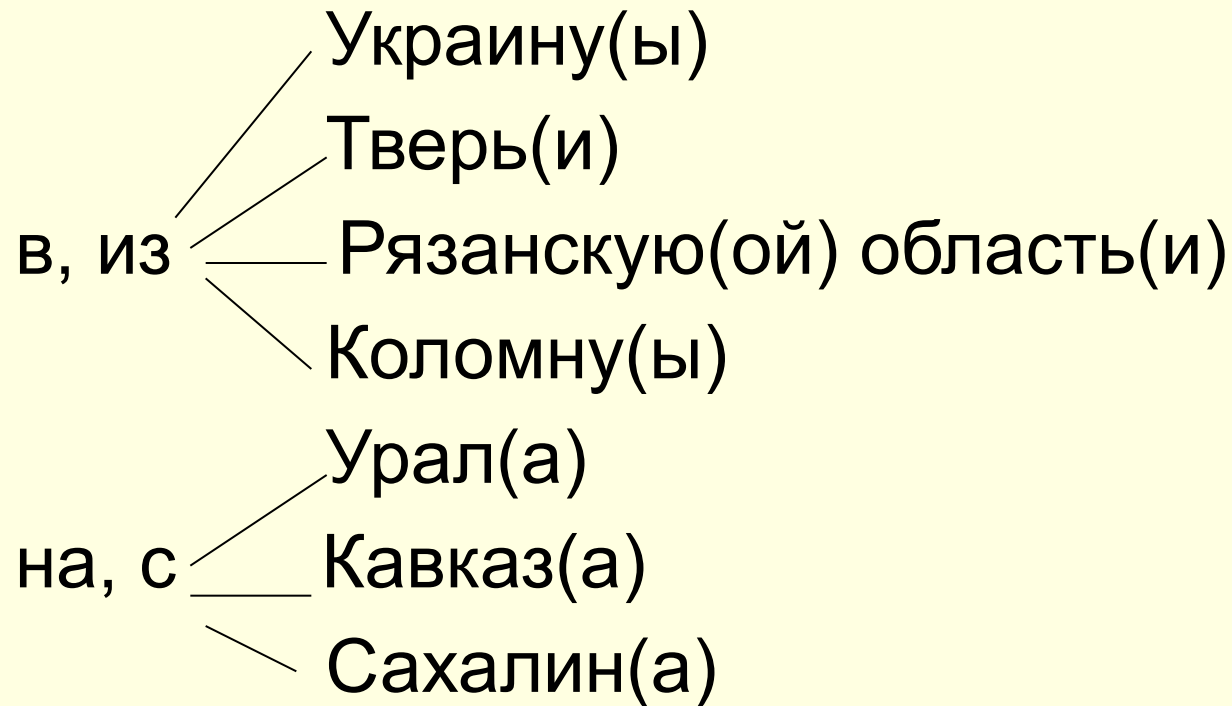 Украину(ы)
Тверь(и)
в, из Рязанскую(ой) область(и)
Коломну(ы)
Урал(а)
на, с Кавказ(а)
Сахалин(а)